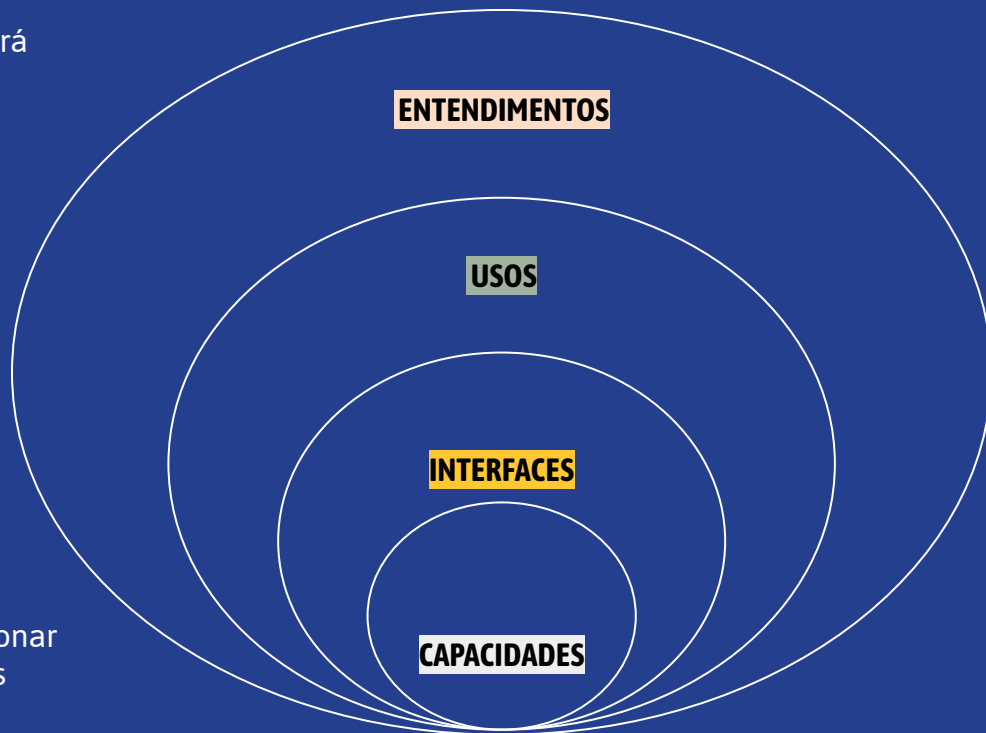 rá
ENTENDIMENTOS
USOS
INTERFACES
CAPACIDADES
onar
s